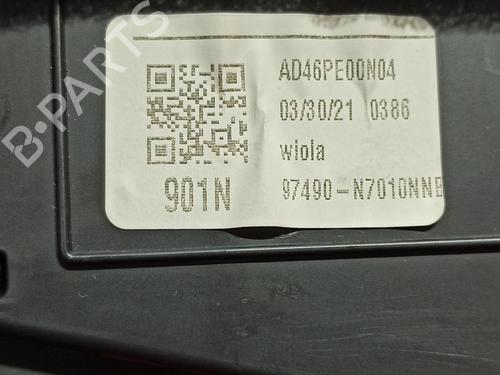 AD46PE00N04
03/30/21 0386
wiola
901N
97490-N7010NNB
B-PARTS